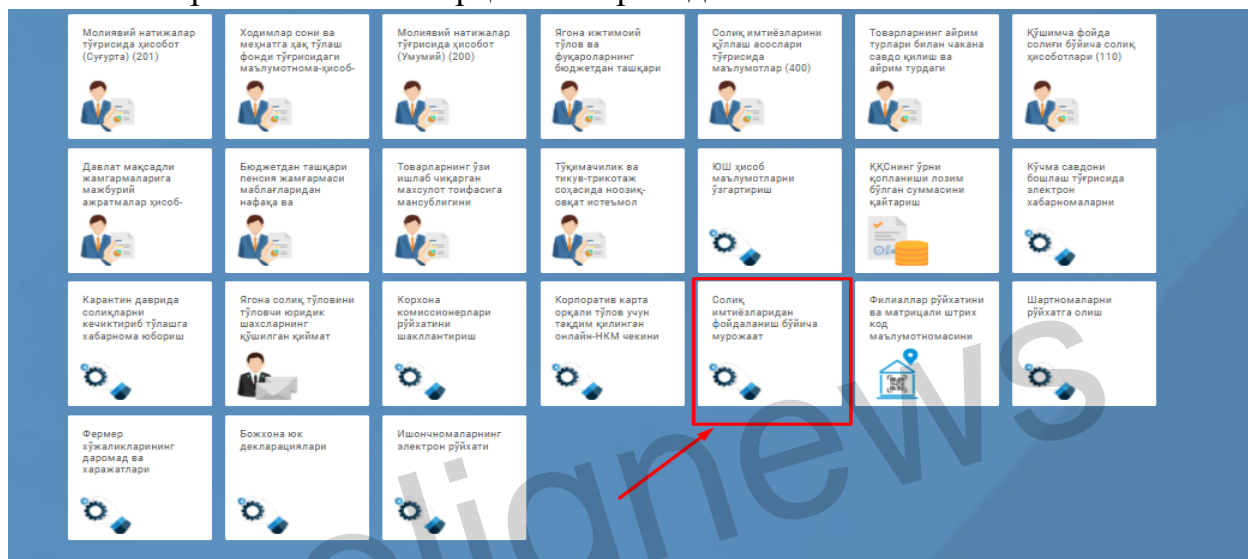 Молиявий натижалар
тўғрисида ҳисобот
(Суғурта) (201)
Ходимлар сони ва
меҳнатга ҳақ тўлаш
фонди тўғрисидаги
маълумотнома-ҳисоб-
Молиявий натижалар
тўғрисида ҳисобот
(Умумий) (200)
Ягона ижтимоий
тўлов ва
фуқароларнинг
бюджетдан ташқари
Солиқ имтиёзларини
қўллаш асослари
тўғрисида
маълумотлар (400)
Товарларнинг айрим
турлари билан чакана
савдо қилиш ва
айрим турдаги
Қўшимча фойда
солиғи бўйича солиқ
ҳисоботлари (110)
Давлат мақсадли
жамгармаларига
мажбурий
ажратмалар ҳисоб-
Бюджетдан ташқари
пенсия жамғармаси
маблағларидан
нафақа ва
Товарларнинг ўзи
ишлаб чиқарган
махсулот тоифасига
мансублигини
Тўқимачилик ва
тикув-трикотаж
соҳасида ноозиқ-
овқат истеъмол
ЮШ ҳисоб
маълумотларни
ўзгартириш
ҚҚСнинг ўрни
қопланиши лозим
бўлган суммасини
қайтариш
Кўчма савдони
бошлаш тўғрисида
электрон
хабарномаларни
Карантин даврида
солиқларни
кечиктириб тўлашга
хабарнома юбориш
Ягона солиқ тўловини
тўловчи юридик
шахсларнинг
қўшилган қиймат
Корхона
комиссионерлари
рўйхатини
шакллантириш
Корпоратив карта
орқали тўлов учун
тақдим қилинган
онлайн-НКМ чекини
Солиқ
имтиёзларидан
фойдаланиш бўйича
мурожаат
Филиаллар рўйхатини
ва матрицали штрих
код
маълумотномасини
Шартномаларни
рўйхатга олиш
Фермер
хўжаликларининг
даромад ва
харажатлари
Божхона юк
декларациялари
Ишончномаларнинг
электрон рўйхати
olignews